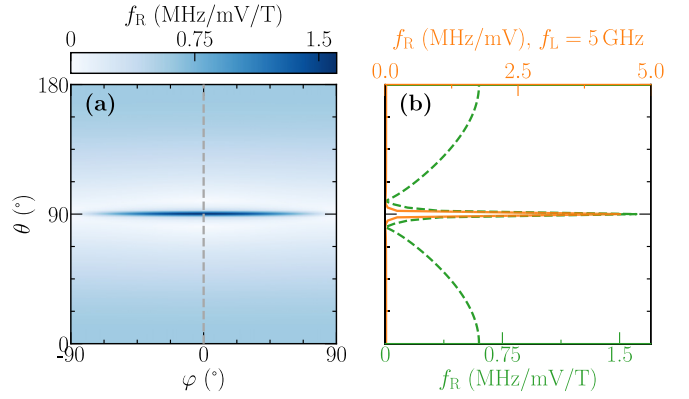 f_R (MHz/mV/T)
0 0.75 1.5
f_R (MHz/mV), f_L = 5 GHz
0.0 2.5 5.0
(a)
(b)
180
90
0
θ (°)
-90 0 90
φ (°)
0 0.75 1.5
f_R (MHz/mV/T)